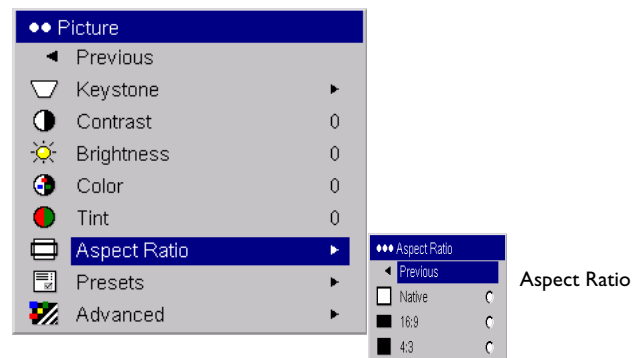 Picture
Previous
Keystone
Contrast 0
Brightness 0
Color 0
Tint 0
Aspect Ratio
Presets
Advanced
Aspect Ratio
Previous
Native
16:9
4:3
Aspect Ratio